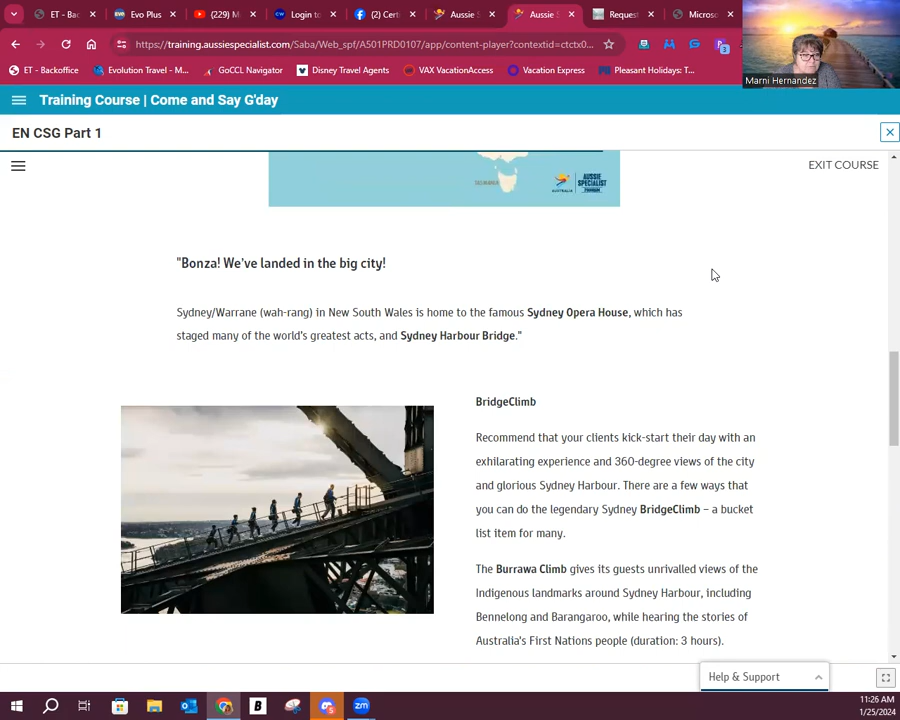 ET - Bac
Evo Plus
(229) M
Login to
(2) Cert
Aussie S
Aussie
Request
Microso
https://training.aussiespecialist.com/Saba/Web_spf/A501PRD0107/app/content-player?contextid=ctctx0...
3
ET - Backoffice
Evolution Travel - M...
GoCCL Navigator
Disney Travel Agents
VAX VacationAccess
Vacation Express
Pleasant Holidays: T...
Marni Hernandez
Training Course | Come and Say G'day
EN CSG Part 1
EXIT COURSE
TASMANIA
AUSTRALIA
AUSSIE
SPECIALIST
PROGRAM
"Bonza! We've landed in the big city!
Sydney/Warrane (wah-rang) in New South Wales is home to the famous Sydney Opera House, which has
staged many of the world's greatest acts, and Sydney Harbour Bridge."
BridgeClimb
Recommend that your clients kick-start their day with an
exhilarating experience and 360-degree views of the city
and glorious Sydney Harbour. There are a few ways that
you can do the legendary Sydney BridgeClimb – a bucket
list item for many.
The Burrawa Climb gives its guests unrivalled views of the
Indigenous landmarks around Sydney Harbour, including
Bennelong and Barangaroo, while hearing the stories of
Australia's First Nations people (duration: 3 hours).
Help & Support
B
zm
11:26 AM
1/25/2024